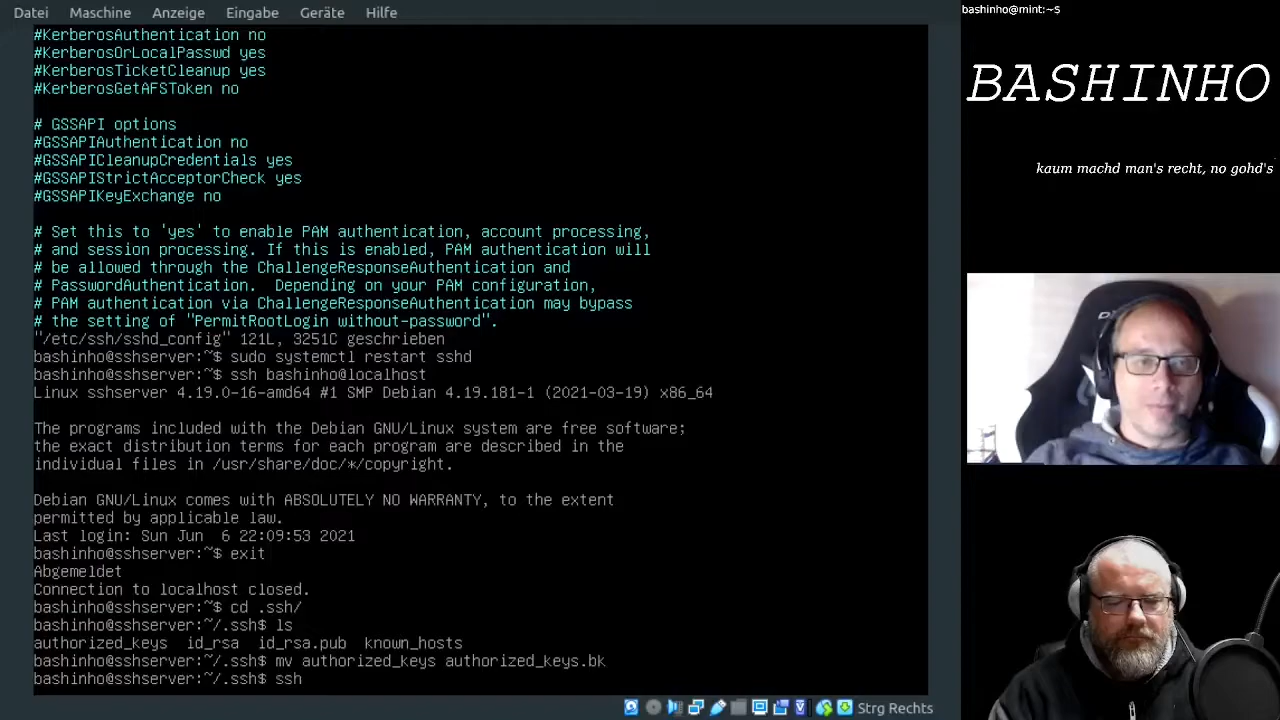 Datei Maschine Anzeige Eingabe Geräte Hilfe
#KerberosAuthentication no
#KerberosOrLocalPasswd yes
#KerberosTicketCleanup yes
#KerberosGetAFSToken no
# GSSAPI options
#GSSAPIAuthentication no
#GSSAPICleanupCredentials yes
#GSSAPIStrictAcceptorCheck yes
#GSSAPIKeyExchange no
# Set this to 'yes' to enable PAM authentication, account processing,
# and session processing. If this is enabled, PAM authentication will
# be allowed through the ChallengeResponseAuthentication and
# PasswordAuthentication.  Depending on your PAM configuration,
# PAM authentication via ChallengeResponseAuthentication may bypass
# the setting of "PermitRootLogin without-password".
"/etc/ssh/sshd_config" 121L, 3251C geschrieben
bashinho@sshserver:~$ sudo systemctl restart sshd
bashinho@sshserver:~$ ssh bashinho@localhost
Linux sshserver 4.19.0-16-amd64 #1 SMP Debian 4.19.181-1 (2021-03-19) x86_64
The programs included with the Debian GNU/Linux system are free software;
the exact distribution terms for each program are described in the
individual files in /usr/share/doc/*/copyright.
Debian GNU/Linux comes with ABSOLUTELY NO WARRANTY, to the extent
permitted by applicable law.
Last login: Sun Jun  6 22:09:53 2021
bashinho@sshserver:~$ exit
Abgemeldet
Connection to localhost closed.
bashinho@sshserver:~$ cd .ssh/
bashinho@sshserver:~/.ssh$ ls
authorized_keys  id_rsa  id_rsa.pub  known_hosts
bashinho@sshserver:~/.ssh$ mv authorized_keys authorized_keys.bk
bashinho@sshserver:~/.ssh$ ssh
Strg Rechts
bashinho@mint:~$
BASHINHO
kaum machd man's recht, no gohd's